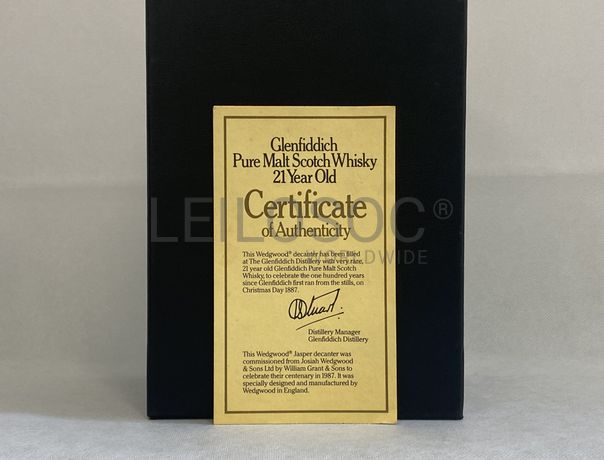 Glenfiddich
Pure Malt Scotch Whisky
21 Year Old
Certificate
of Authenticity
LEILOSOC®
WORLDWIDE
This Wedgwood® decanter has been filled
at The Glenfiddich Distillery with very rare,
21 year old Glenfiddich Pure Malt Scotch
Whisky, to celebrate the one hundred years
since Glenfiddich first ran from the stills, on
Christmas Day 1887.
Distillery Manager
Glenfiddich Distillery
This Wedgwood® Jasper decanter was
commissioned from Josiah Wedgwood
& Sons Ltd by William Grant & Sons to
celebrate their centenary in 1987. It was
specially designed and manufactured by
Wedgwood in England.